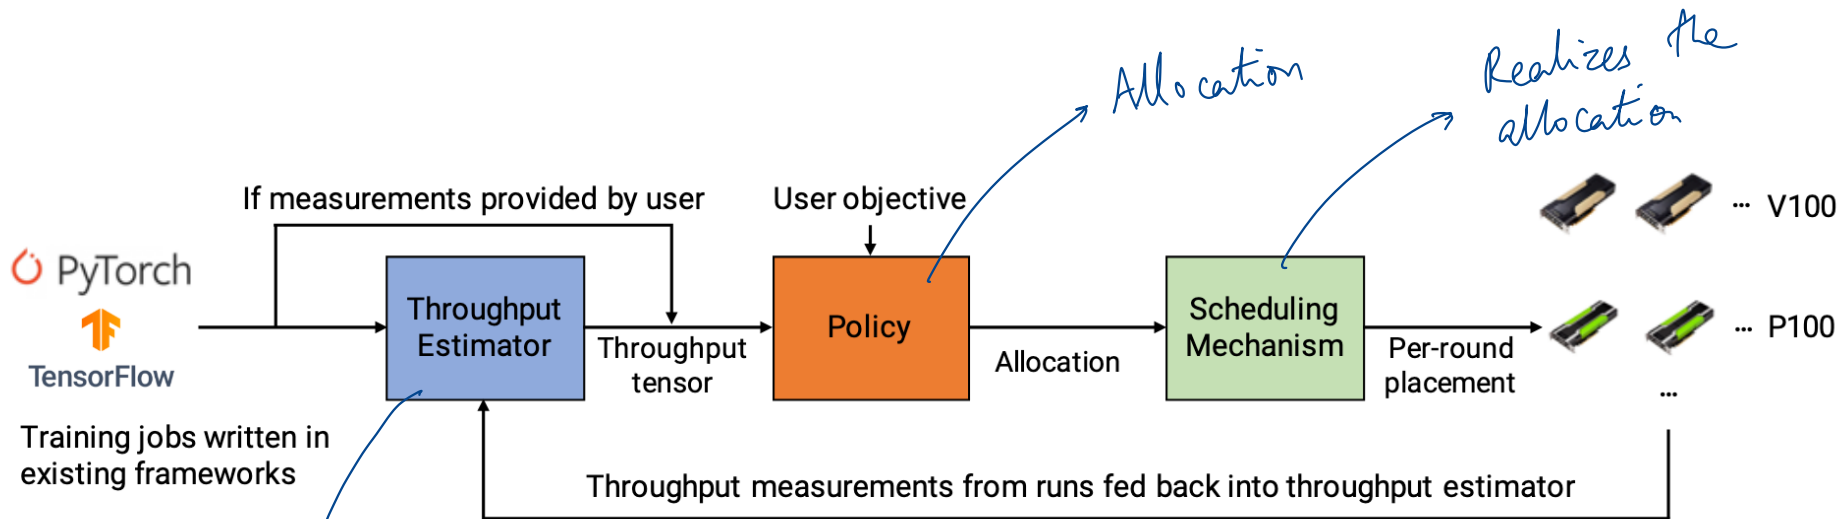 Allocation
Realizes the
allocation
If measurements provided by user
User objective
... V100
PyTorch
TensorFlow
Throughput
Estimator
Throughput
tensor
Policy
Allocation
Scheduling
Mechanism
Per-round
placement
... P100
...
Training jobs written in
existing frameworks
Throughput measurements from runs fed back into throughput estimator